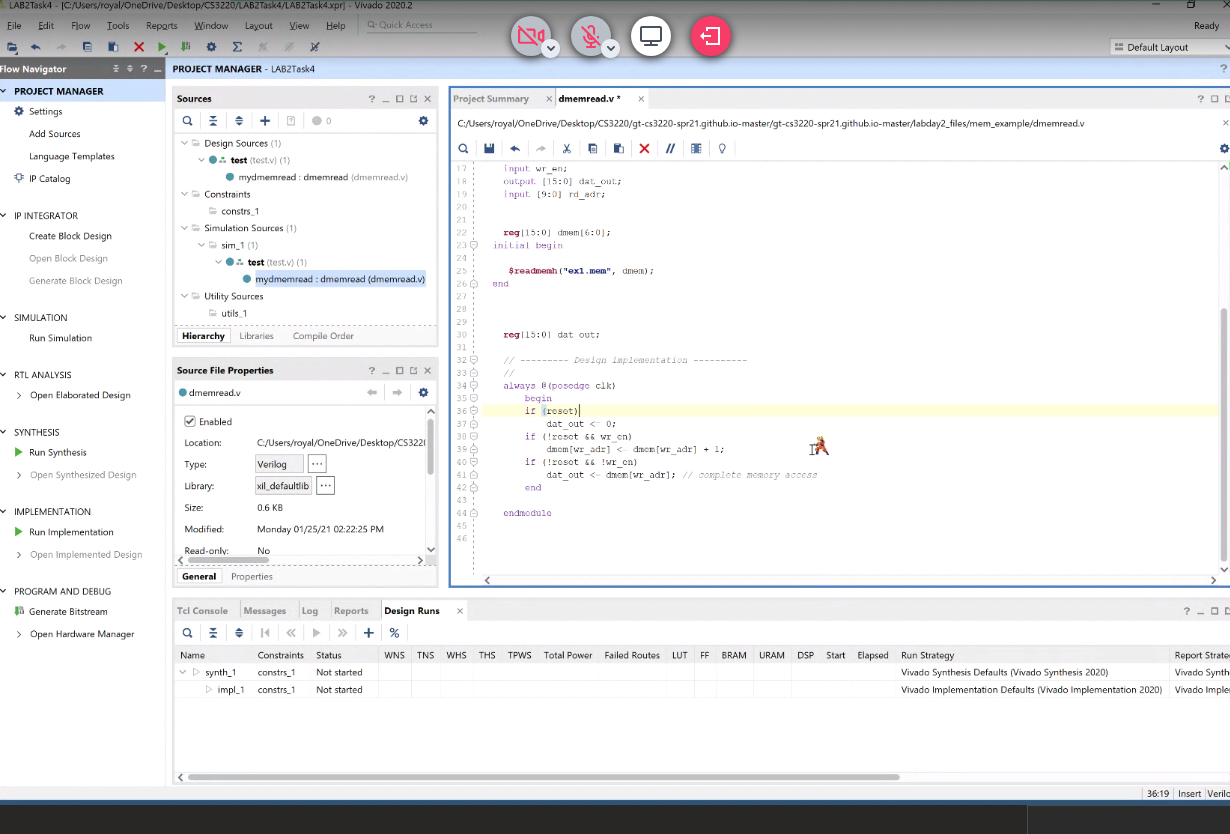 LAB2Task4 - [C:/Users/royal/OneDrive/Desktop/CS3220/LAB2Task4/LAB2Task4.xpr] - Vivado 2020.2
File Edit Flow Tools Reports Window Layout View Help Quick Access Ready
Default Layout
Flow Navigator
PROJECT MANAGER - LAB2Task4
PROJECT MANAGER
Settings
Add Sources
Language Templates
IP Catalog
IP INTEGRATOR
Create Block Design
Open Block Design
Generate Block Design
SIMULATION
Run Simulation
RTL ANALYSIS
Open Elaborated Design
SYNTHESIS
Run Synthesis
Open Synthesized Design
IMPLEMENTATION
Run Implementation
Open Implemented Design
PROGRAM AND DEBUG
Generate Bitstream
Open Hardware Manager
Sources
0
Design Sources (1)
test (test.v) (1)
mydmemread : dmemread (dmemread.v)
Constraints
constrs_1
Simulation Sources (1)
sim_1 (1)
test (test.v) (1)
mydmemread : dmemread (dmemread.v)
Utility Sources
utils_1
Hierarchy Libraries Compile Order
Source File Properties
dmemread.v
Enabled
Location: C:/Users/royal/OneDrive/Desktop/CS3220/
Type: Verilog
Library: xil_defaultlib
Size: 0.6 KB
Modified: Monday 01/25/21 02:22:25 PM
Read-only: No
General Properties
Project Summary dmemread.v *
C:/Users/royal/OneDrive/Desktop/CS3220/gt-cs3220-spr21.github.io-master/gt-cs3220-spr21.github.io-master/labday2_files/mem_example/dmemread.v
17 input wr_en;
18 output [15:0] dat_out;
19 input [9:0] rd_adr;
20
21
22 reg[15:0] dmem[6:0];
23 initial begin
24
25 $readmemh("ex1.mem", dmem);
26 end
27
28
29
30 reg[15:0] dat_out;
31
32 // --------- Design implementation ----------
33 //
34 always @(posedge clk)
35 begin
36 if (reset)
37 dat_out <= 0;
38 if (!reset && wr_en)
39 dmem[wr_adr] <= dmem[wr_adr] + 1;
40 if (!reset && !wr_en)
41 dat_out <= dmem[wr_adr]; // complete memory access
42 end
43
44 endmodule
45
46
Tcl Console Messages Log Reports Design Runs
Name Constraints Status WNS TNS WHS THS TPWS Total Power Failed Routes LUT FF BRAM URAM DSP Start Elapsed Run Strategy Report Strate
synth_1 constrs_1 Not started Vivado Synthesis Defaults (Vivado Synthesis 2020) Vivado Synth
impl_1 constrs_1 Not started Vivado Implementation Defaults (Vivado Implementation 2020) Vivado Imple
36:19 Insert Verilo